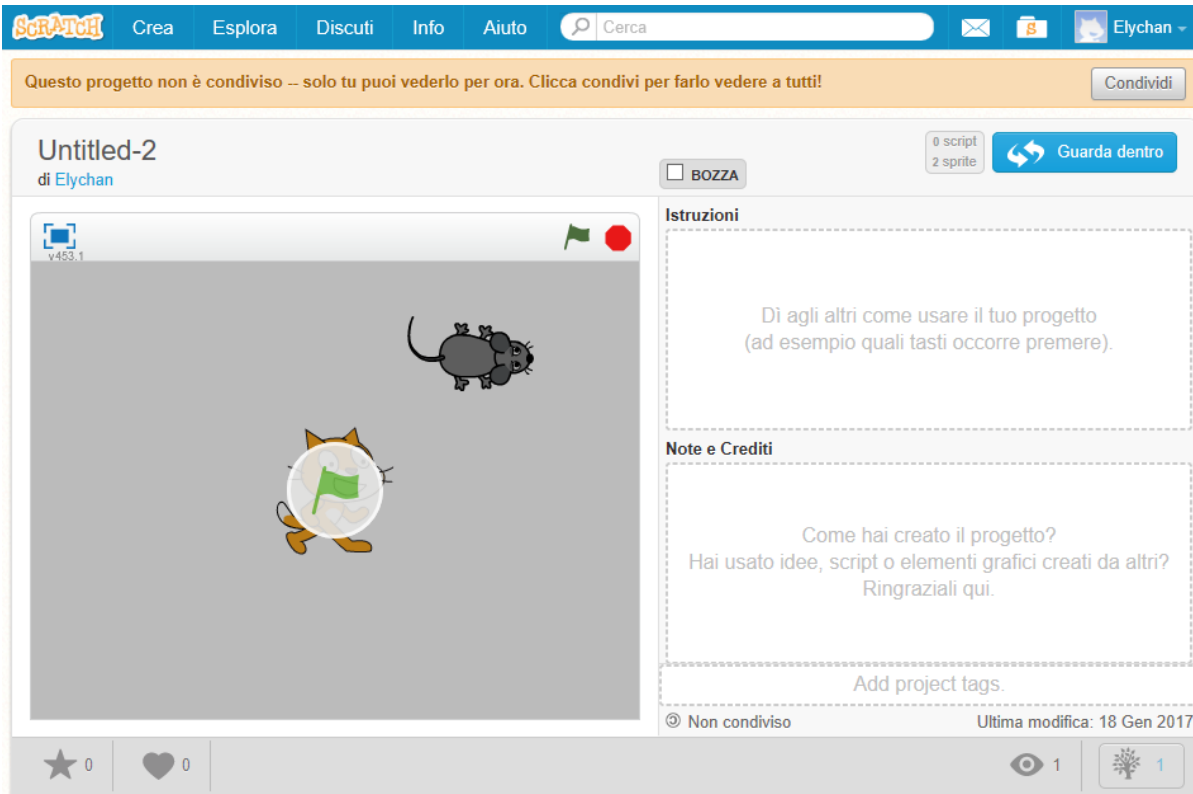 SCRATCH Crea Esplora Discuti Info Aiuto Cerca S Elychan
Questo progetto non è condiviso -- solo tu puoi vederlo per ora. Clicca condivi per farlo vedere a tutti! Condividi
Untitled-2
di Elychan
BOZZA
0 script
2 sprite
Guarda dentro
v453.1
Istruzioni
Dì agli altri come usare il tuo progetto
(ad esempio quali tasti occorre premere).
Note e Crediti
Come hai creato il progetto?
Hai usato idee, script o elementi grafici creati da altri?
Ringraziali qui.
Add project tags.
Non condiviso Ultima modifica: 18 Gen 2017
0 0 1 1